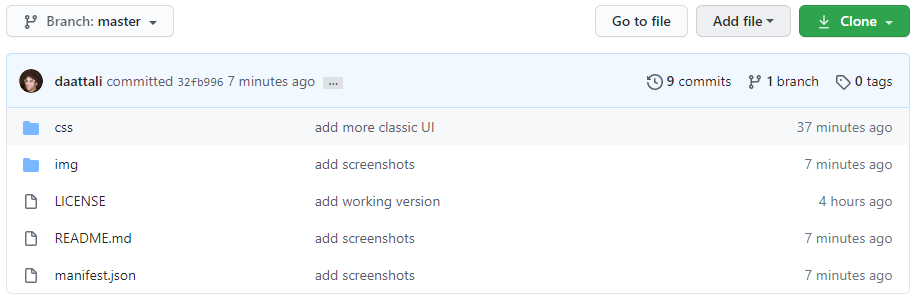 Branch: master Go to file Add file Clone
daattali committed 32fb996 7 minutes ago ... 9 commits 1 branch 0 tags
css add more classic UI 37 minutes ago
img add screenshots 7 minutes ago
LICENSE add working version 4 hours ago
README.md add screenshots 7 minutes ago
manifest.json add screenshots 7 minutes ago